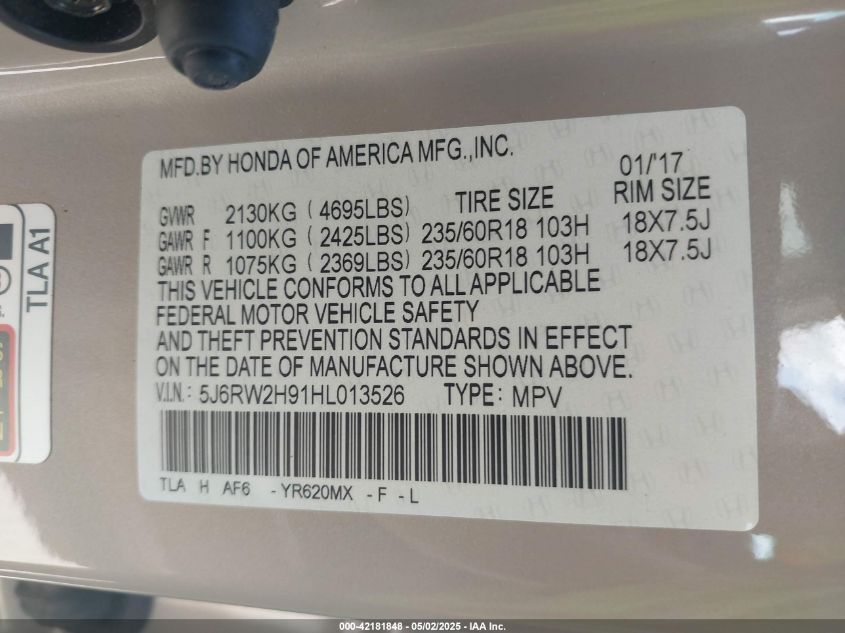 MFD.BY HONDA OF AMERICA MFG.,INC. 01/'17
GVWR 2130KG ( 4695LBS) TIRE SIZE RIM SIZE
GAWR F 1100KG ( 2425LBS) 235/60R18 103H 18X7.5J
GAWR R 1075KG ( 2369LBS) 235/60R18 103H 18X7.5J
THIS VEHICLE CONFORMS TO ALL APPLICABLE
FEDERAL MOTOR VEHICLE SAFETY
AND THEFT PREVENTION STANDARDS IN EFFECT
ON THE DATE OF MANUFACTURE SHOWN ABOVE.
V.I.N.: 5J6RW2H91HL013526 TYPE: MPV
TLA H AF6 -YR620MX -F -L
TLA A1
000-42181848 - 05/02/2025 - IAA Inc.